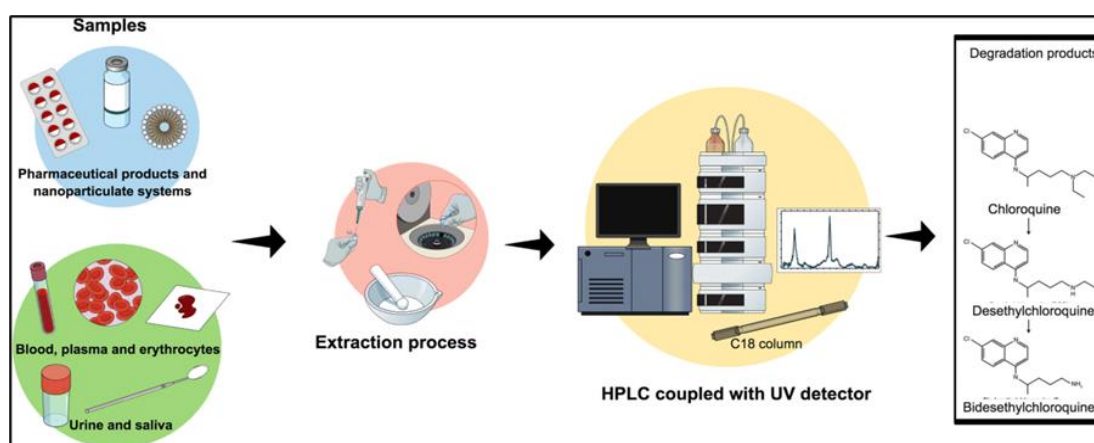 Samples
Pharmaceutical products and
nanoparticulate systems
Blood, plasma and erythrocytes
Urine and saliva
Extraction process
C18 column
HPLC coupled with UV detector
Degradation products
Cl
N
N
N
Chloroquine
Cl
N
N
N
H
Desethylchloroquine
Cl
N
N
NH₂
Bidesethylchloroquine